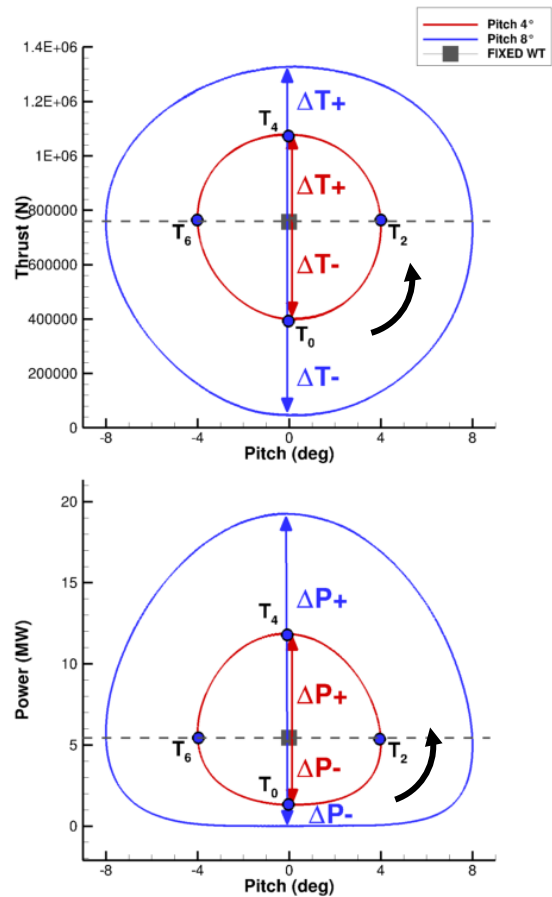 Pitch 4°
Pitch 8°
FIXED WT
1.4E+06
1.2E+06
1E+06
800000
600000
400000
200000
0
Thrust (N)
ΔT+
T4
ΔT+
T6
T2
ΔT-
T0
ΔT-
-8 -4 0 4 8
Pitch (deg)
20
15
10
5
0
Power (MW)
ΔP+
T4
ΔP+
T6
T2
ΔP-
T0
ΔP-
-8 -4 0 4 8
Pitch (deg)